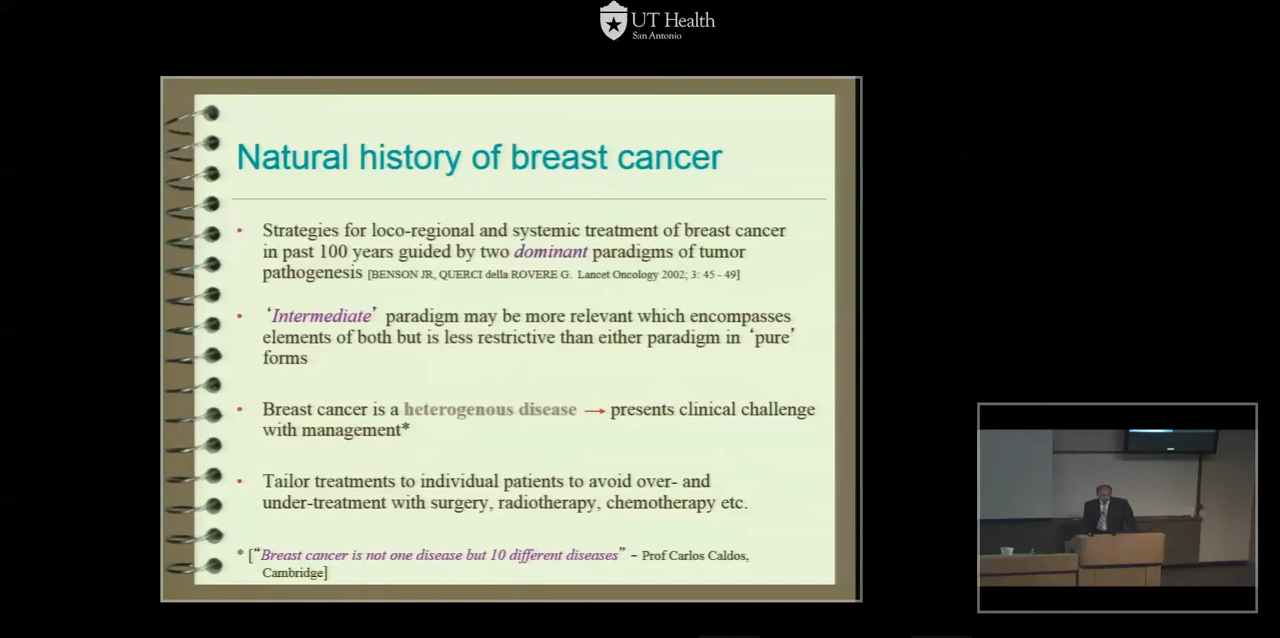 UT Health
San Antonio
Natural history of breast cancer
• Strategies for loco-regional and systemic treatment of breast cancer
in past 100 years guided by two dominant paradigms of tumor
pathogenesis [BENSON JR, QUERCI della ROVERE G. Lancet Oncology 2002; 3: 45 - 49]
• ‘Intermediate’ paradigm may be more relevant which encompasses
elements of both but is less restrictive than either paradigm in ‘pure’
forms
• Breast cancer is a heterogenous disease → presents clinical challenge
with management*
• Tailor treatments to individual patients to avoid over- and
under-treatment with surgery, radiotherapy, chemotherapy etc.
* [“Breast cancer is not one disease but 10 different diseases” – Prof Carlos Caldos,
Cambridge]